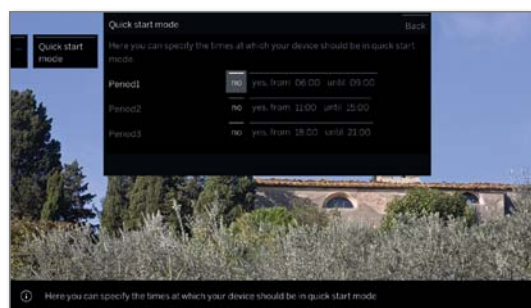 Quick start mode
Back
...
Quick start
mode
Here you can specify the times at which your device should be in quick start
mode.
Period1 no yes, from 06:00 until 09:00
Period2 no yes, from 11:00 until 15:00
Period3 no yes, from 18:00 until 21:00
Here you can specify the times at which your device should be in quick start mode